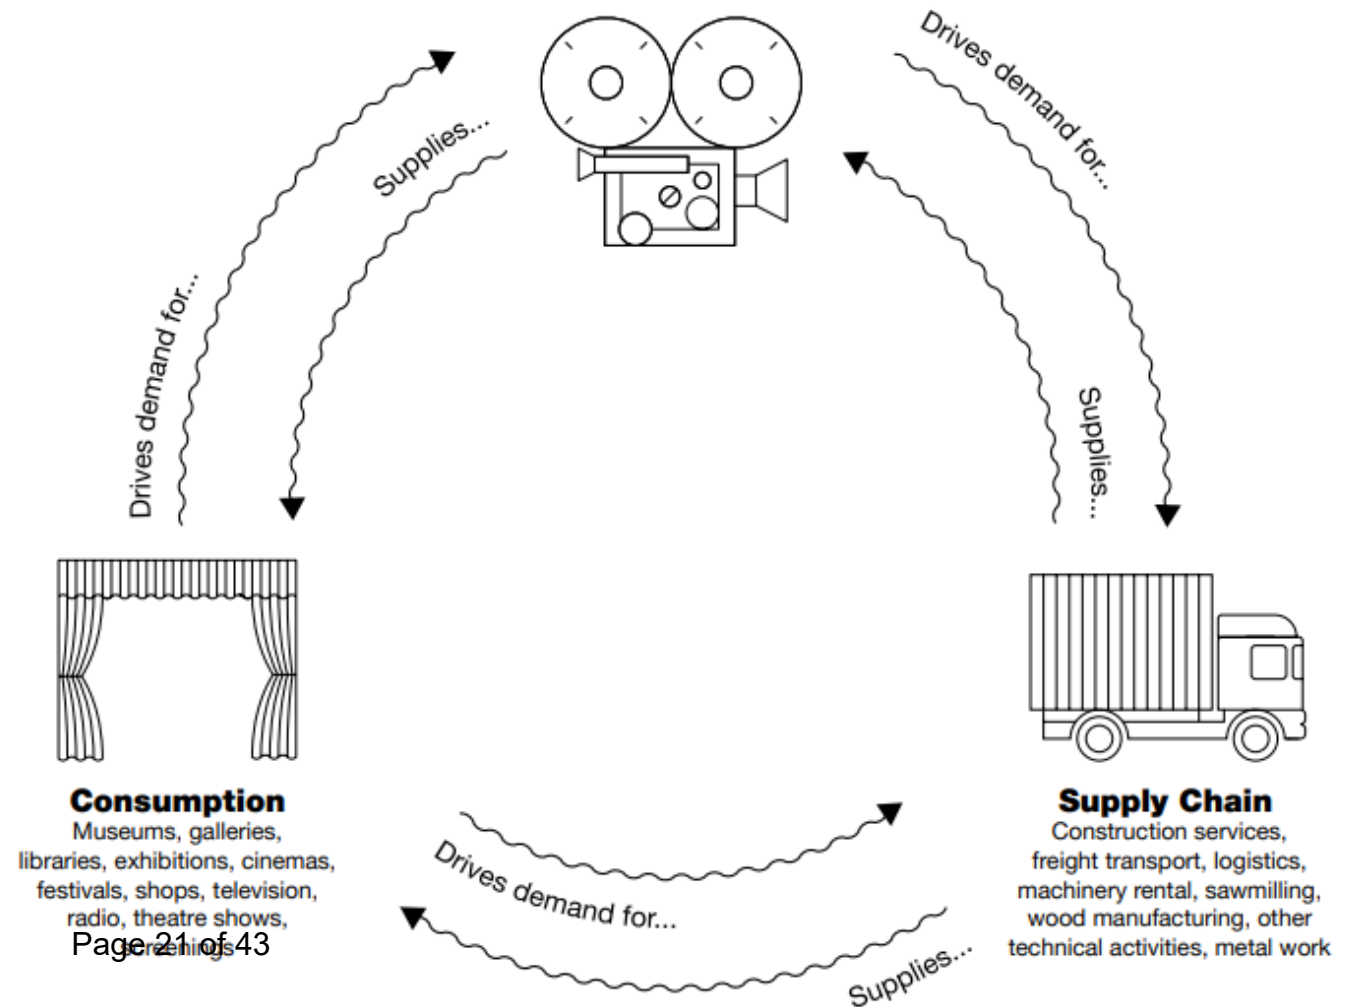 Drives demand for...
Supplies...
Drives demand for...
Supplies...
Consumption
Museums, galleries,
libraries, exhibitions, cinemas,
festivals, shops, television,
radio, theatre shows,
screenings
Page 21 of 43
Supply Chain
Construction services,
freight transport, logistics,
machinery rental, sawmilling,
wood manufacturing, other
technical activities, metal work
Drives demand for...
Supplies...